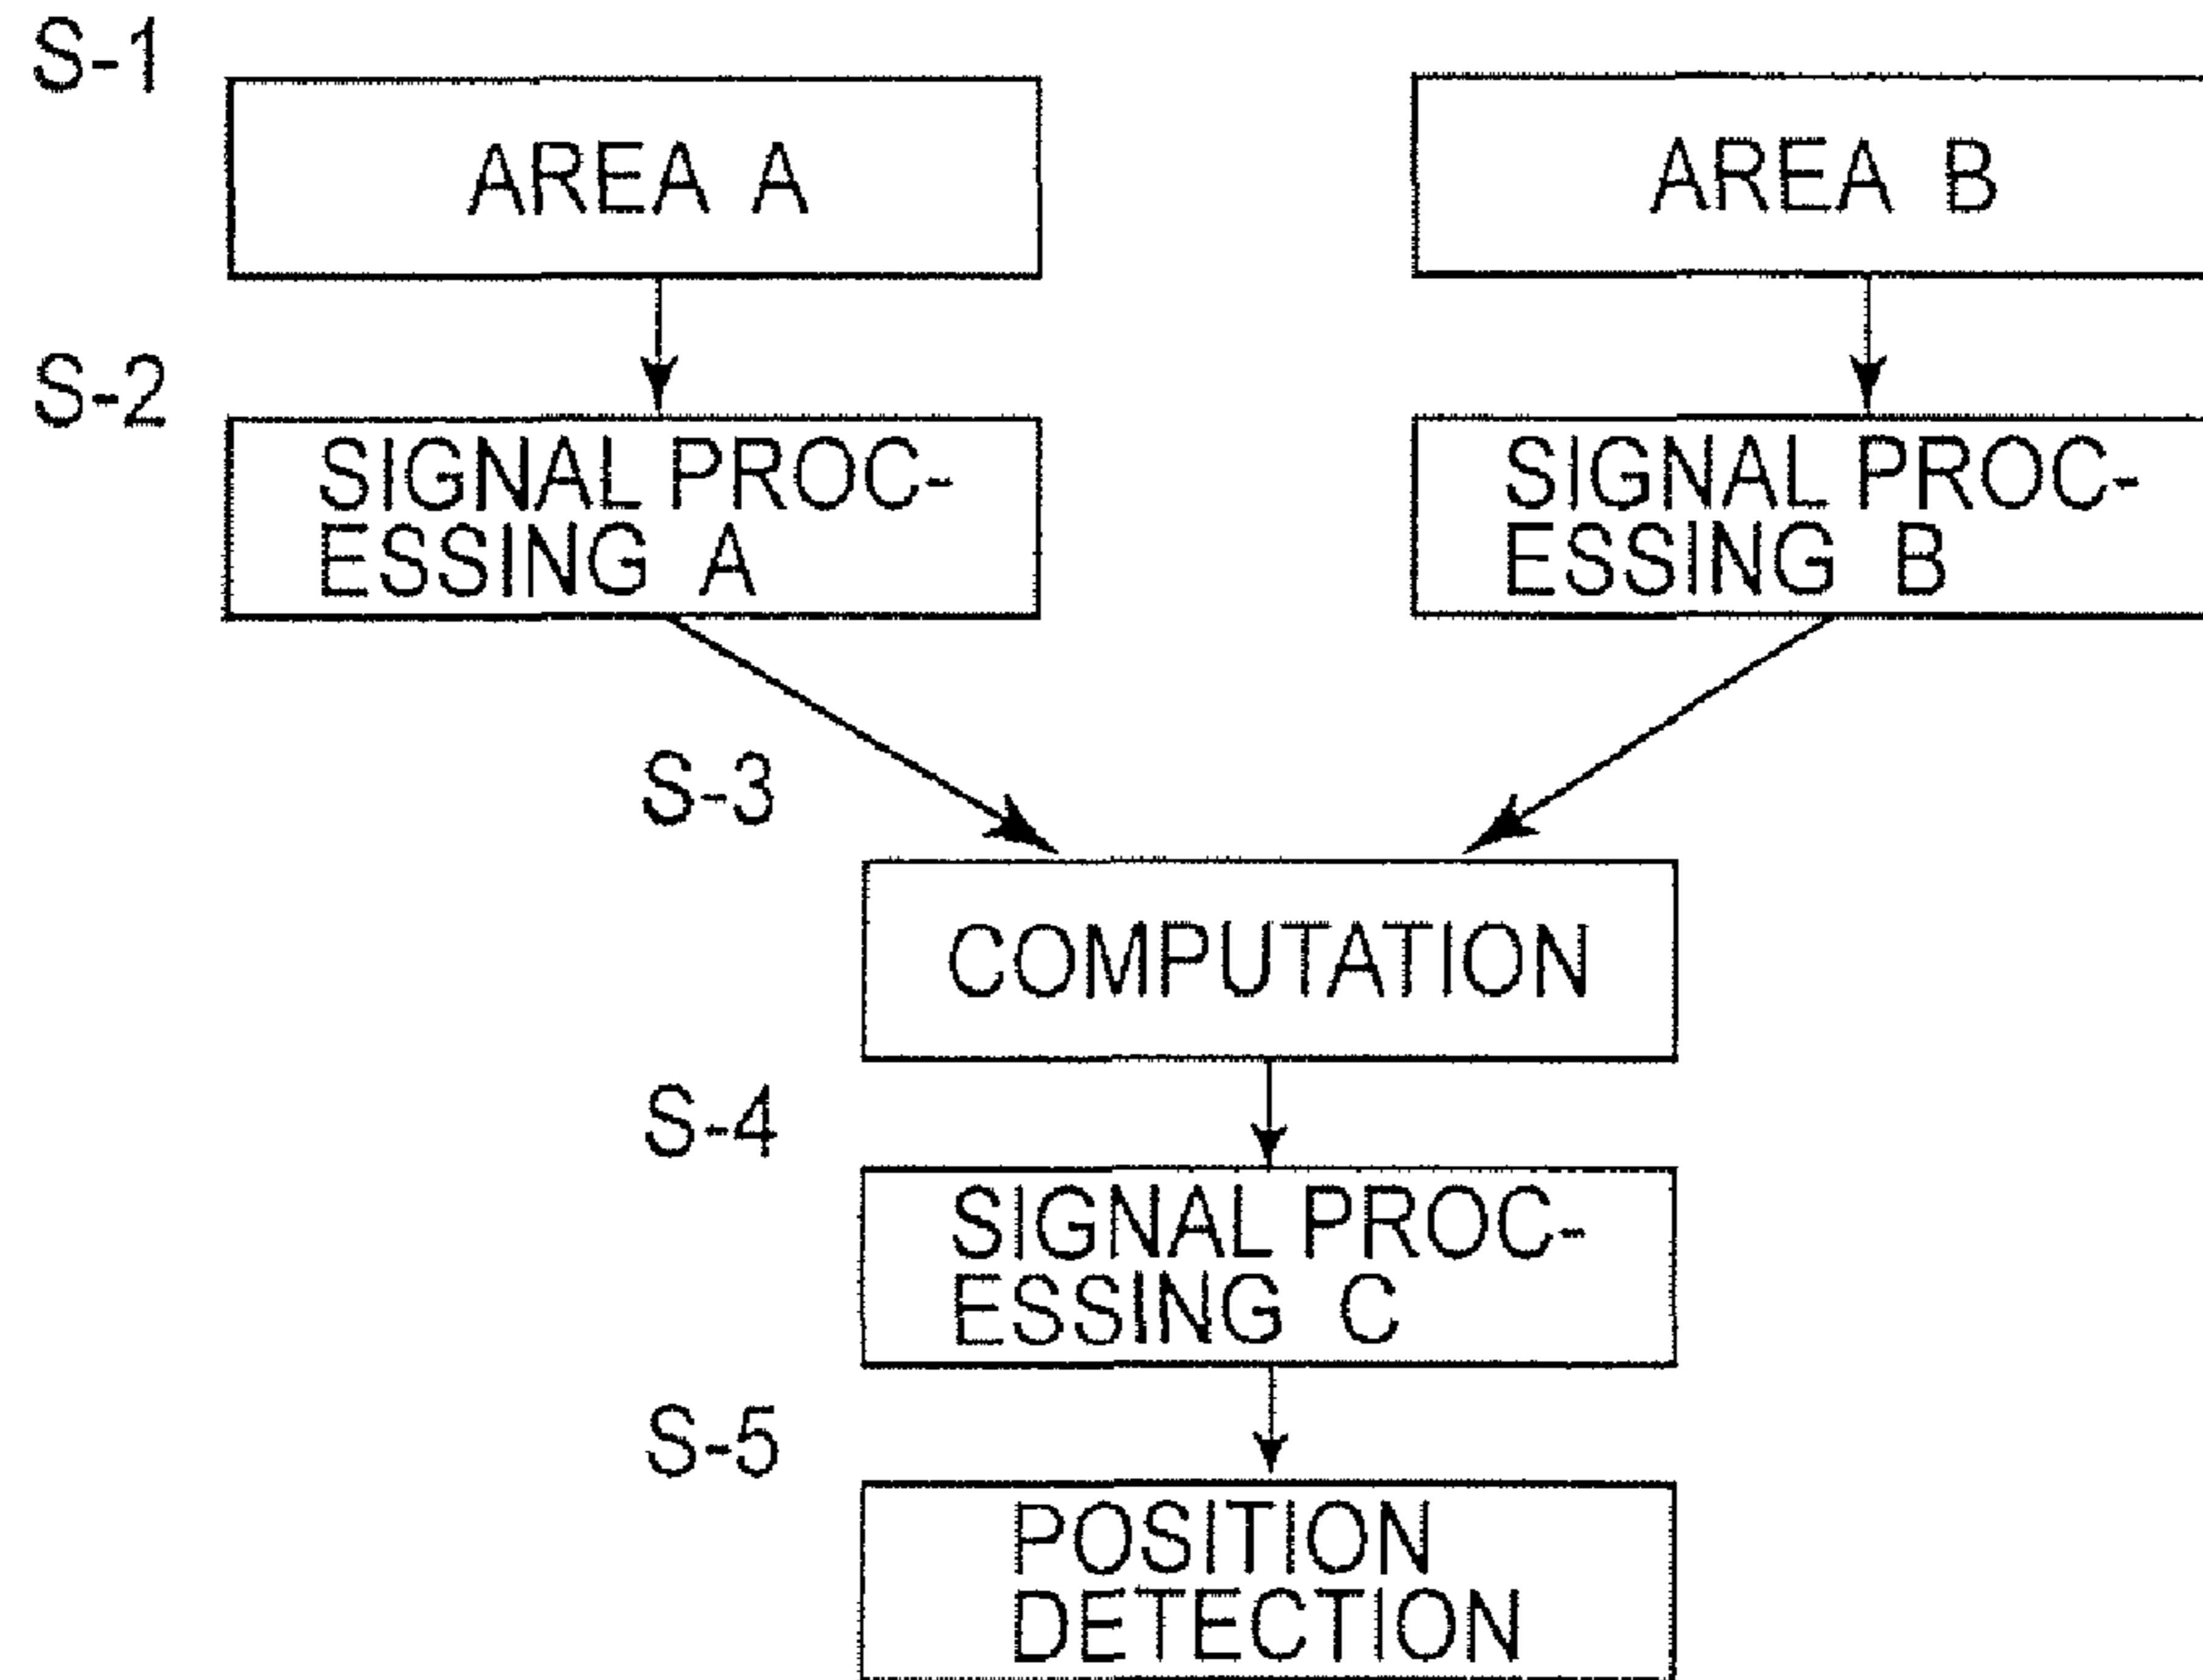 S-1
AREA A
AREA B
S-2
SIGNAL PROC-
ESSING A
SIGNAL PROC-
ESSING B
S-3
COMPUTATION
S-4
SIGNAL PROC-
ESSING C
S-5
POSITION
DETECTION